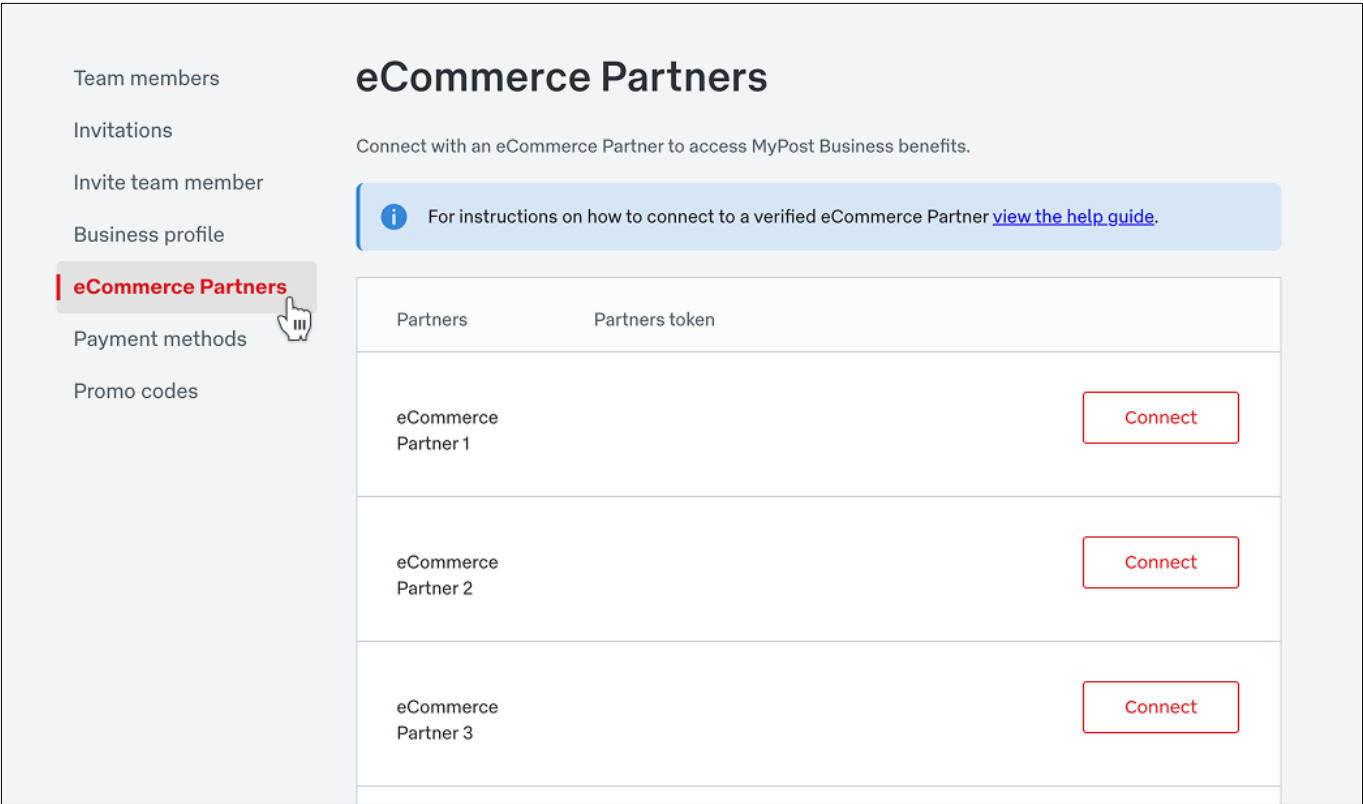 Team members
Invitations
Invite team member
Business profile
eCommerce Partners
Payment methods
Promo codes
eCommerce Partners
Connect with an eCommerce Partner to access MyPost Business benefits.
For instructions on how to connect to a verified eCommerce Partner view the help guide.
Partners Partners token
eCommerce
Partner 1
Connect
eCommerce
Partner 2
Connect
eCommerce
Partner 3
Connect